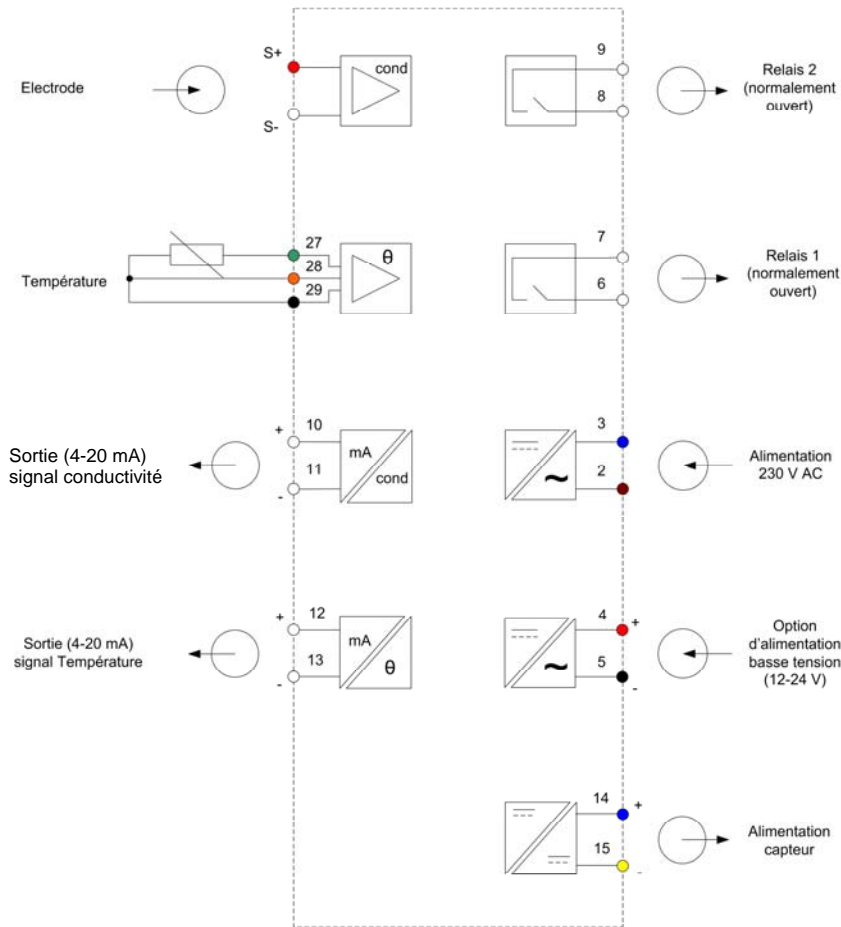 S+
Electrode
S-
cond
9
8
Relais 2
(normalement
ouvert)
Température
27
28
29
θ
7
6
Relais 1
(normalement
ouvert)
Sortie (4-20 mA)
signal conductivité
+
10
11
-
mA
cond
3
2
~
Alimentation
230 V AC
Sortie (4-20 mA)
signal Température
+
12
13
-
mA
θ
4
+
5
-
~
Option
d'alimentation
basse tension
(12-24 V)
14
+
15
-
Alimentation
capteur